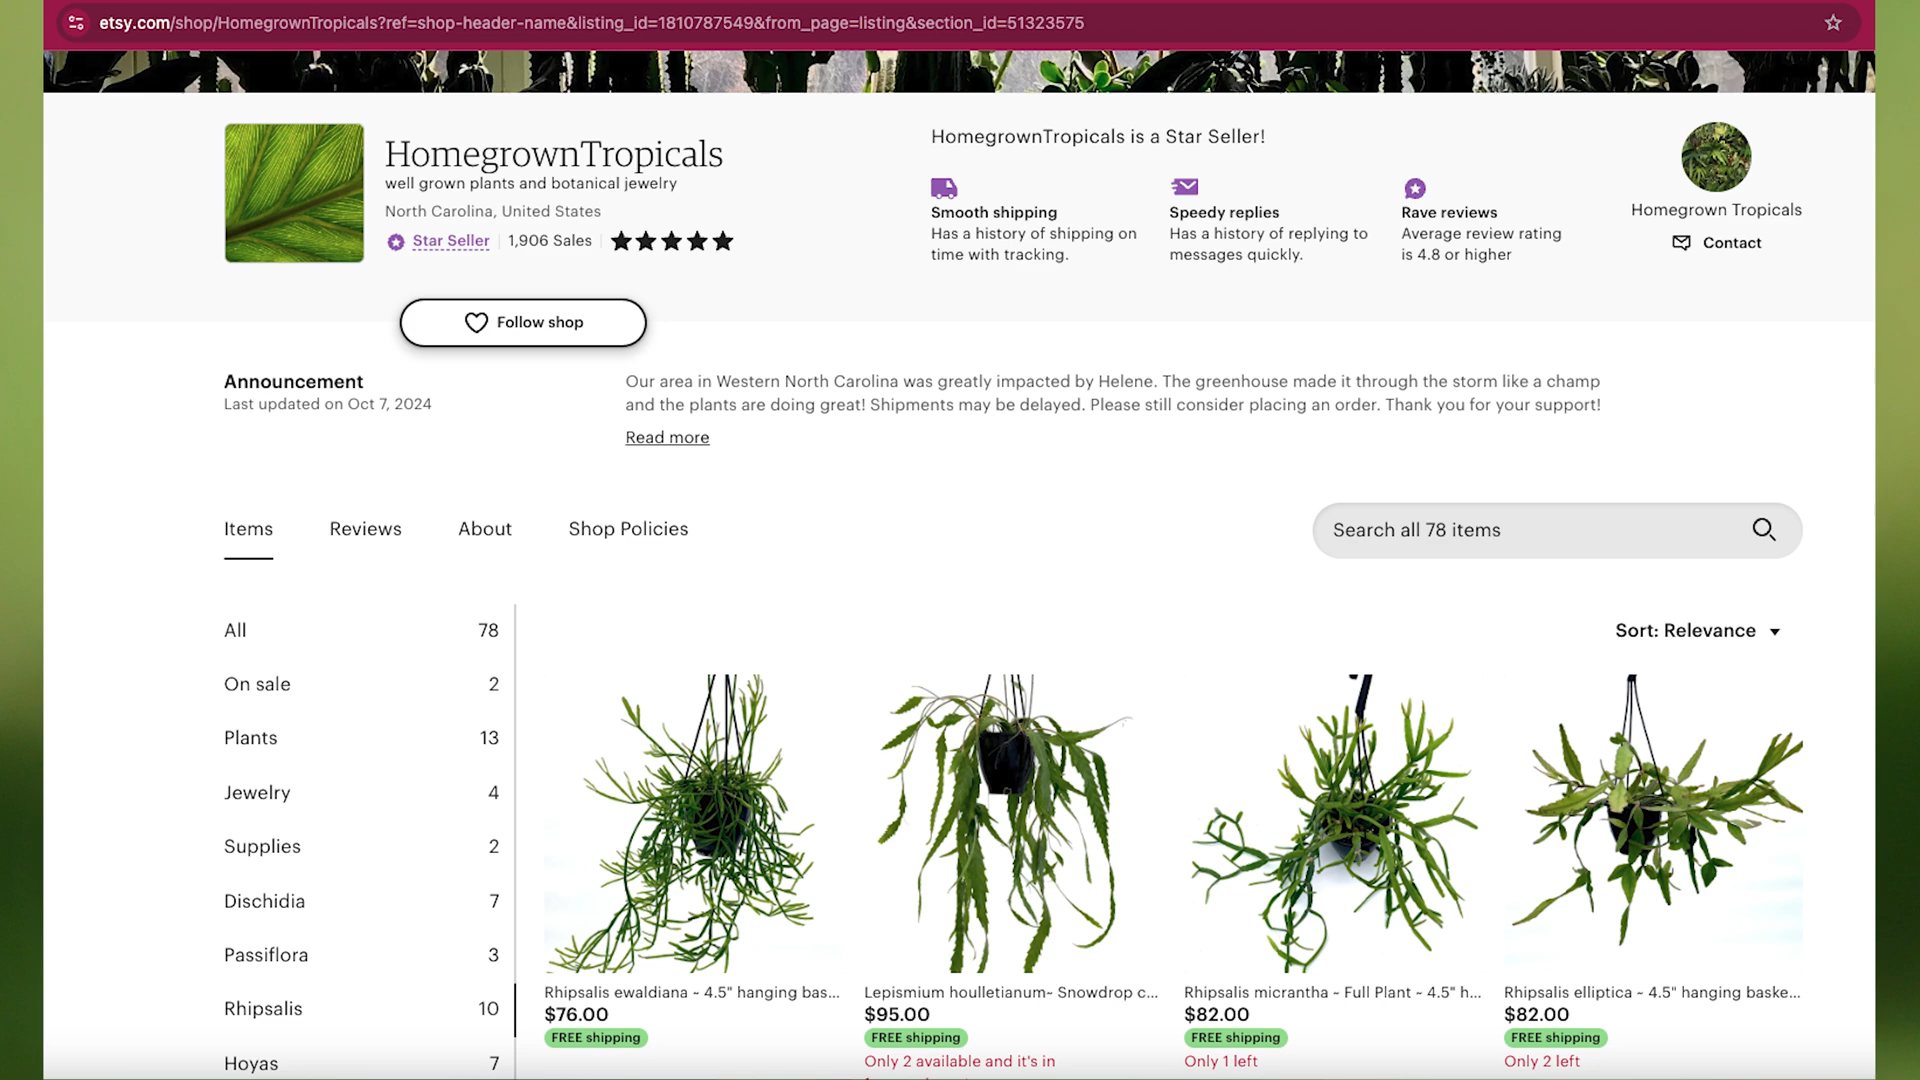 etsy.com/shop/HomegrownTropicals?ref=shop-header-name&listing_id=1810787549&from_page=listing&section_id=51323575
HomegrownTropicals
well grown plants and botanical jewelry
North Carolina, United States
Star Seller
1,906 Sales
Follow shop
HomegrownTropicals is a Star Seller!
Smooth shipping
Has a history of shipping on
time with tracking.
Speedy replies
Has a history of replying to
messages quickly.
Rave reviews
Average review rating
is 4.8 or higher
Homegrown Tropicals
Contact
Announcement
Last updated on Oct 7, 2024
Our area in Western North Carolina was greatly impacted by Helene. The greenhouse made it through the storm like a champ
and the plants are doing great! Shipments may be delayed. Please still consider placing an order. Thank you for your support!
Read more
Items
Reviews
About
Shop Policies
Search all 78 items
All 78
On sale 2
Plants 13
Jewelry 4
Supplies 2
Dischidia 7
Passiflora 3
Rhipsalis 10
Hoyas 7
Sort: Relevance
Rhipsalis ewaldiana ~ 4.5" hanging bas...
$76.00
FREE shipping
Lepismium houlletianum~ Snowdrop c...
$95.00
FREE shipping
Only 2 available and it's in
Rhipsalis micrantha ~ Full Plant ~ 4.5" h...
$82.00
FREE shipping
Only 1 left
Rhipsalis elliptica ~ 4.5" hanging baske...
$82.00
FREE shipping
Only 2 left